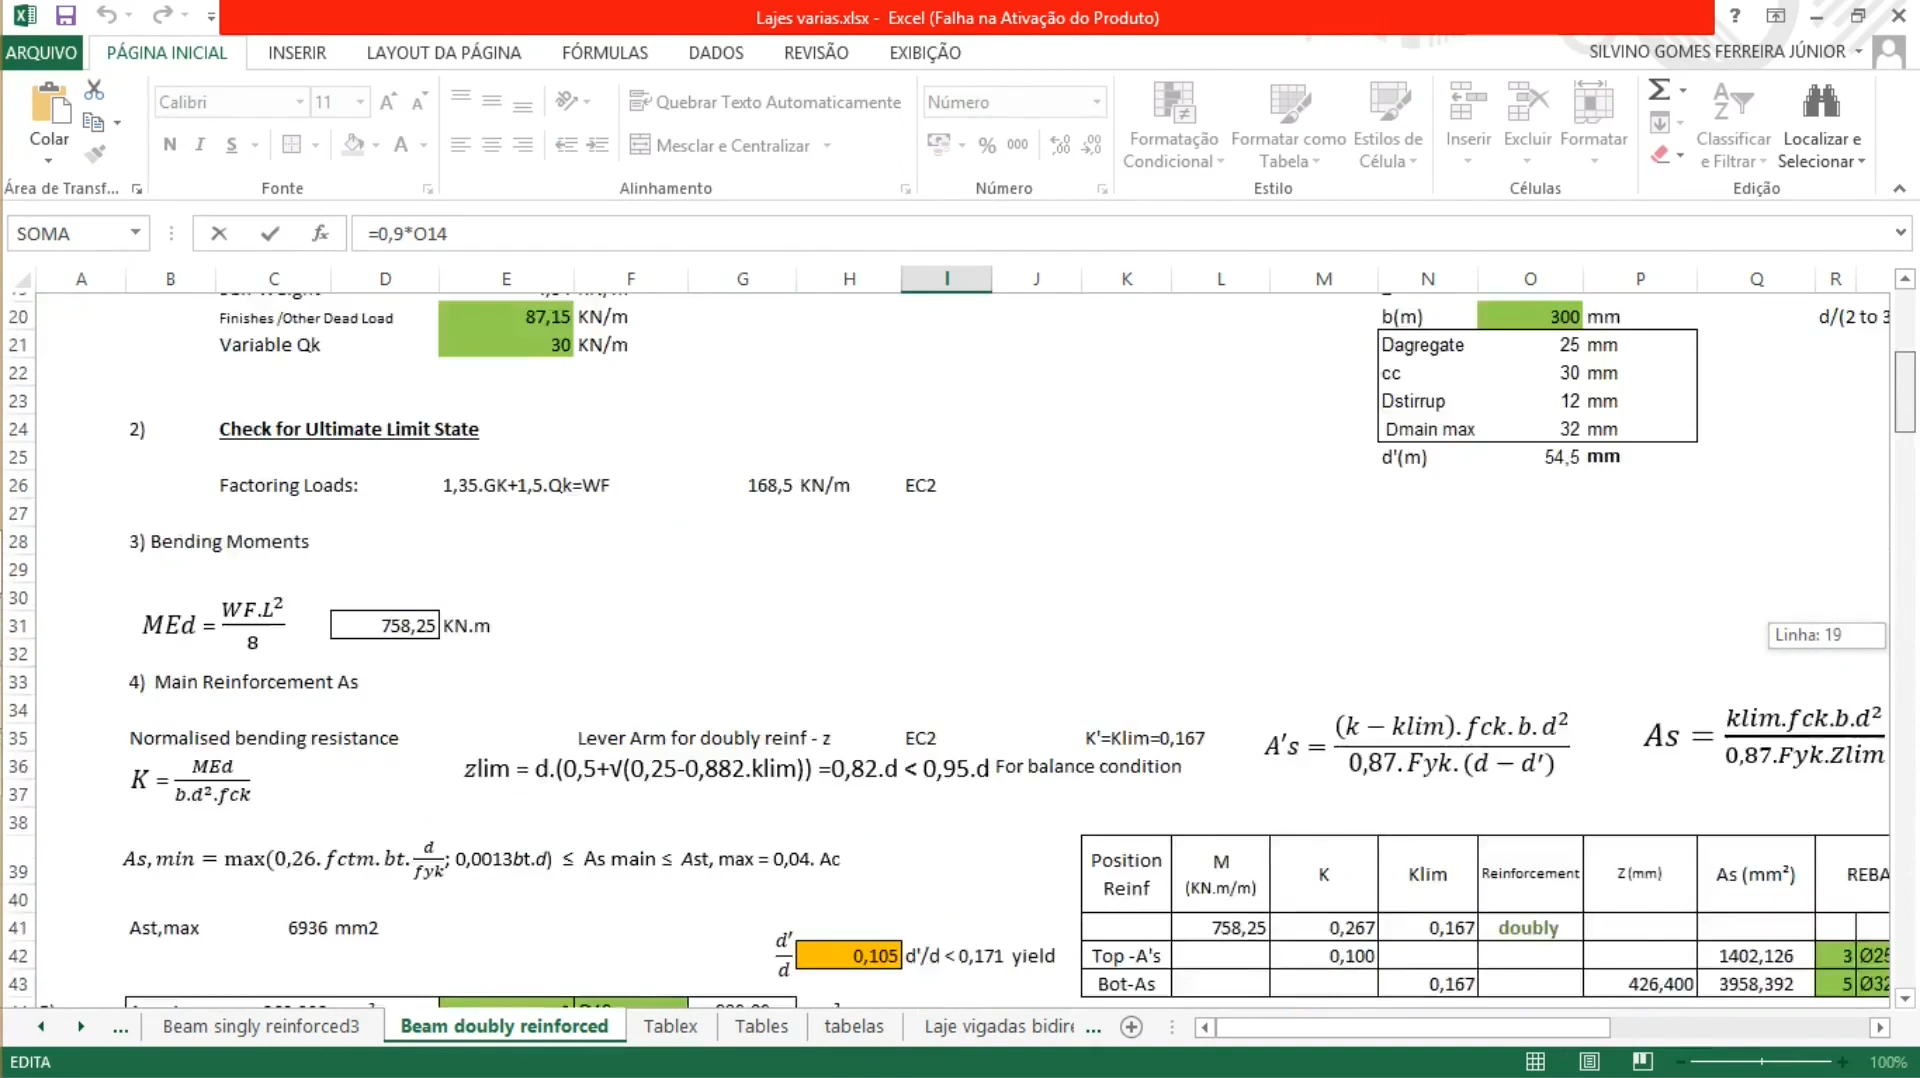 Lajes varias.xlsx - Excel (Falha na Ativação do Produto)
?
ARQUIVO PÁGINA INICIAL INSERIR LAYOUT DA PÁGINA FÓRMULAS DADOS REVISÃO EXIBIÇÃO SILVINO GOMES FERREIRA JÚNIOR
Calibri 11 Quebrar Texto Automaticamente Número
Colar N I S A Mesclar e Centralizar % 000 Formatação Condicional Formatar como Tabela Estilos de Célula Inserir Excluir Formatar Classificar e Filtrar Localizar e Selecionar
Área de Transf... Fonte Alinhamento Número Estilo Células Edição
SOMA fx =0,9*O14
A B C D E F G H I J K L M N O P Q R
20 Finishes /Other Dead Load 87,15 KN/m b(m) 300 mm d/(2 to 3
21 Variable Qk 30 KN/m Dagregate 25 mm
22 cc 30 mm
23 Dstirrup 12 mm
24 2) Check for Ultimate Limit State Dmain max 32 mm
25 d'(m) 54,5 mm
26 Factoring Loads: 1,35.GK+1,5.Qk=WF 168,5 KN/m EC2
27
28 3) Bending Moments
29
30
31 MEd = WF.L²/8 758,25 KN.m
Linha: 19
32
33 4) Main Reinforcement As
34
35 Normalised bending resistance Lever Arm for doubly reinf - z EC2 K'=Klim=0,167 A's = (k − klim).fck.b.d²/0,87.Fyk.(d − d') As = klim.fck.b.d²/0,87.Fyk.Zlim
36 K = MEd/b.d².fck zlim = d.(0,5+√(0,25-0,882.klim)) =0,82.d < 0,95.d For balance condition
37
38
39 As,min = max(0,26.fctm.bt.d/fyk; 0,0013bt.d) ≤ As main ≤ Ast, max = 0,04. Ac Position Reinf M (KN.m/m) K Klim Reinforcement Z (mm) As (mm²) REBA
40
41 Ast,max 6936 mm2 758,25 0,267 0,167 doubly
42 d'/d 0,105 d'/d < 0,171 yield Top -A's 0,100 1402,126 3 Ø25
43 Bot-As 0,167 426,400 3958,392 5 Ø32
... Beam singly reinforced3 Beam doubly reinforced Tablex Tables tabelas Laje vigadas bidire ...
EDITA 100%